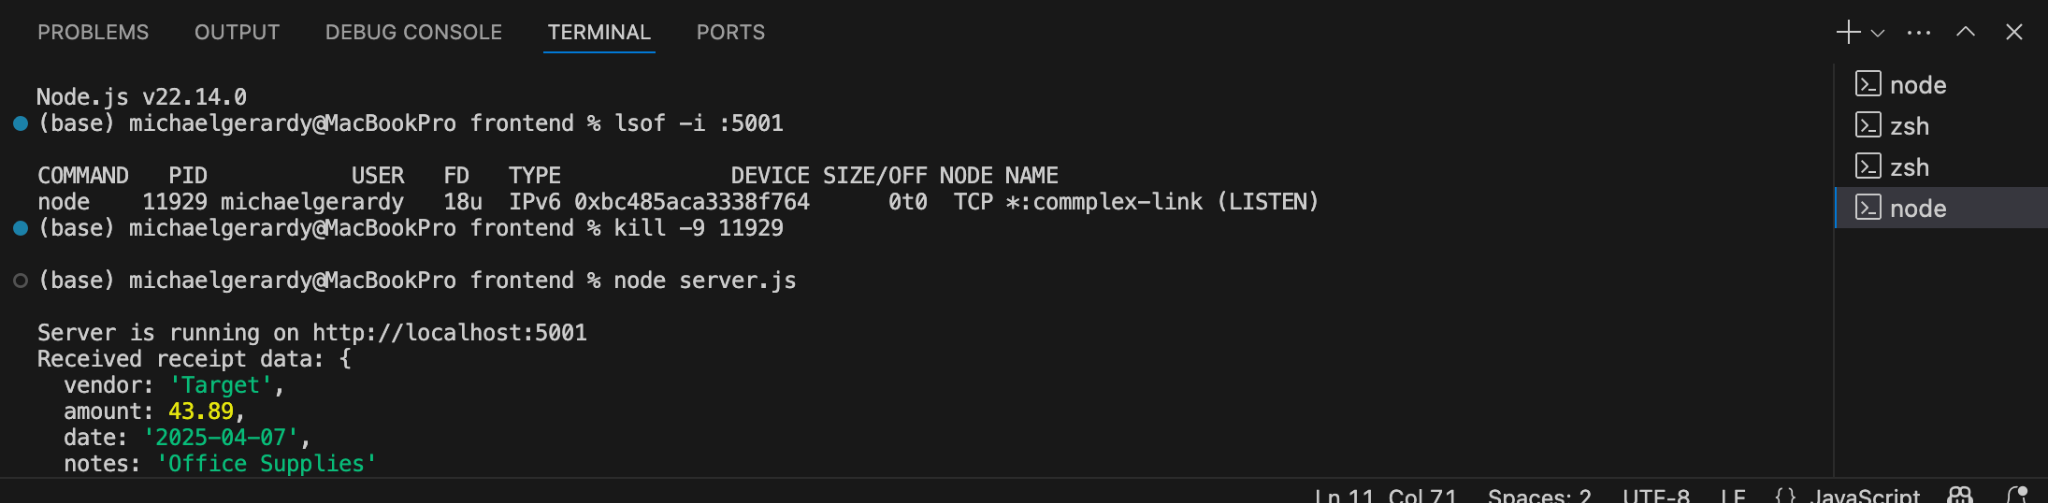 PROBLEMS OUTPUT DEBUG CONSOLE TERMINAL PORTS
Node.js v22.14.0
(base) michaelgerardy@MacBookPro frontend % lsof -i :5001
COMMAND PID USER FD TYPE DEVICE SIZE/OFF NODE NAME
node 11929 michaelgerardy 18u IPv6 0xbc485aca3338f764 0t0 TCP *:commplex-link (LISTEN)
(base) michaelgerardy@MacBookPro frontend % kill -9 11929
(base) michaelgerardy@MacBookPro frontend % node server.js
Server is running on http://localhost:5001
Received receipt data: {
vendor: 'Target',
amount: 43.89,
date: '2025-04-07',
notes: 'Office Supplies'
node
zsh
zsh
node
Ln 11, Col 71 Spaces: 2 UTF-8 LF {} JavaScript